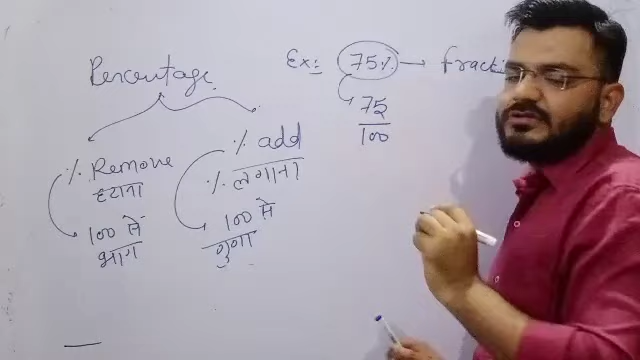 Percentage
% Remove
हटाना
100 से
भाग
% add
% लगाना
100 से
गुणा
Ex: 75% → fracti
75
100